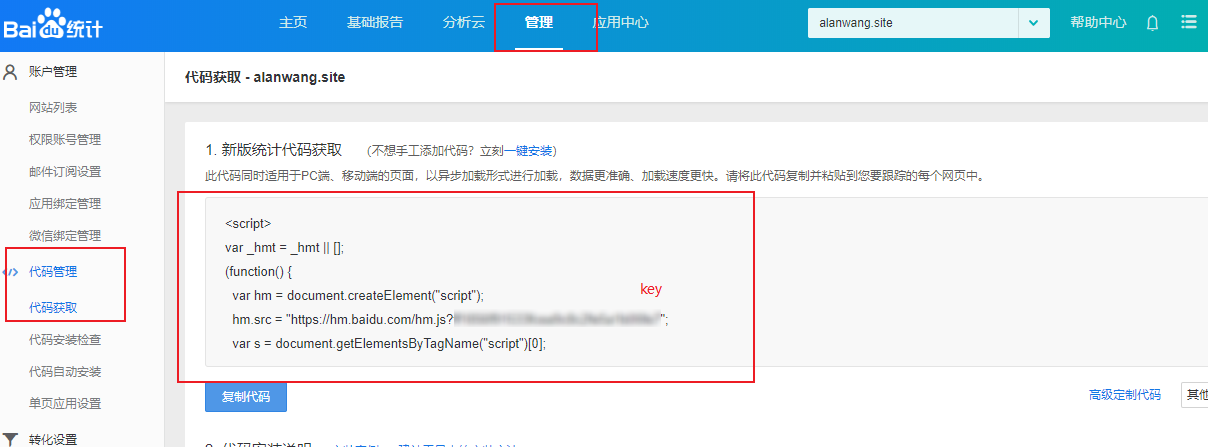 Bai du 统计
主页 基础报告 分析云 管理 应用中心 alanwang.site 帮助中心
账户管理
网站列表
权限账号管理
邮件订阅设置
应用绑定管理
微信绑定管理
代码管理
代码获取
代码安装检查
代码自动安装
单页应用设置
转化设置
代码获取 - alanwang.site
1. 新版统计代码获取 (不想手工添加代码？立刻一键安装)
此代码同时适用于PC端、移动端的页面，以异步加载形式进行加载，数据更准确、加载速度更快。请将此代码复制并粘贴到您要跟踪的每个网页中。
<script>
var _hmt = _hmt || [];
(function() {
var hm = document.createElement("script");
key
hm.src = "https://hm.baidu.com/hm.js? ";
var s = document.getElementsByTagName("script")[0];
复制代码
高级定制代码 其他